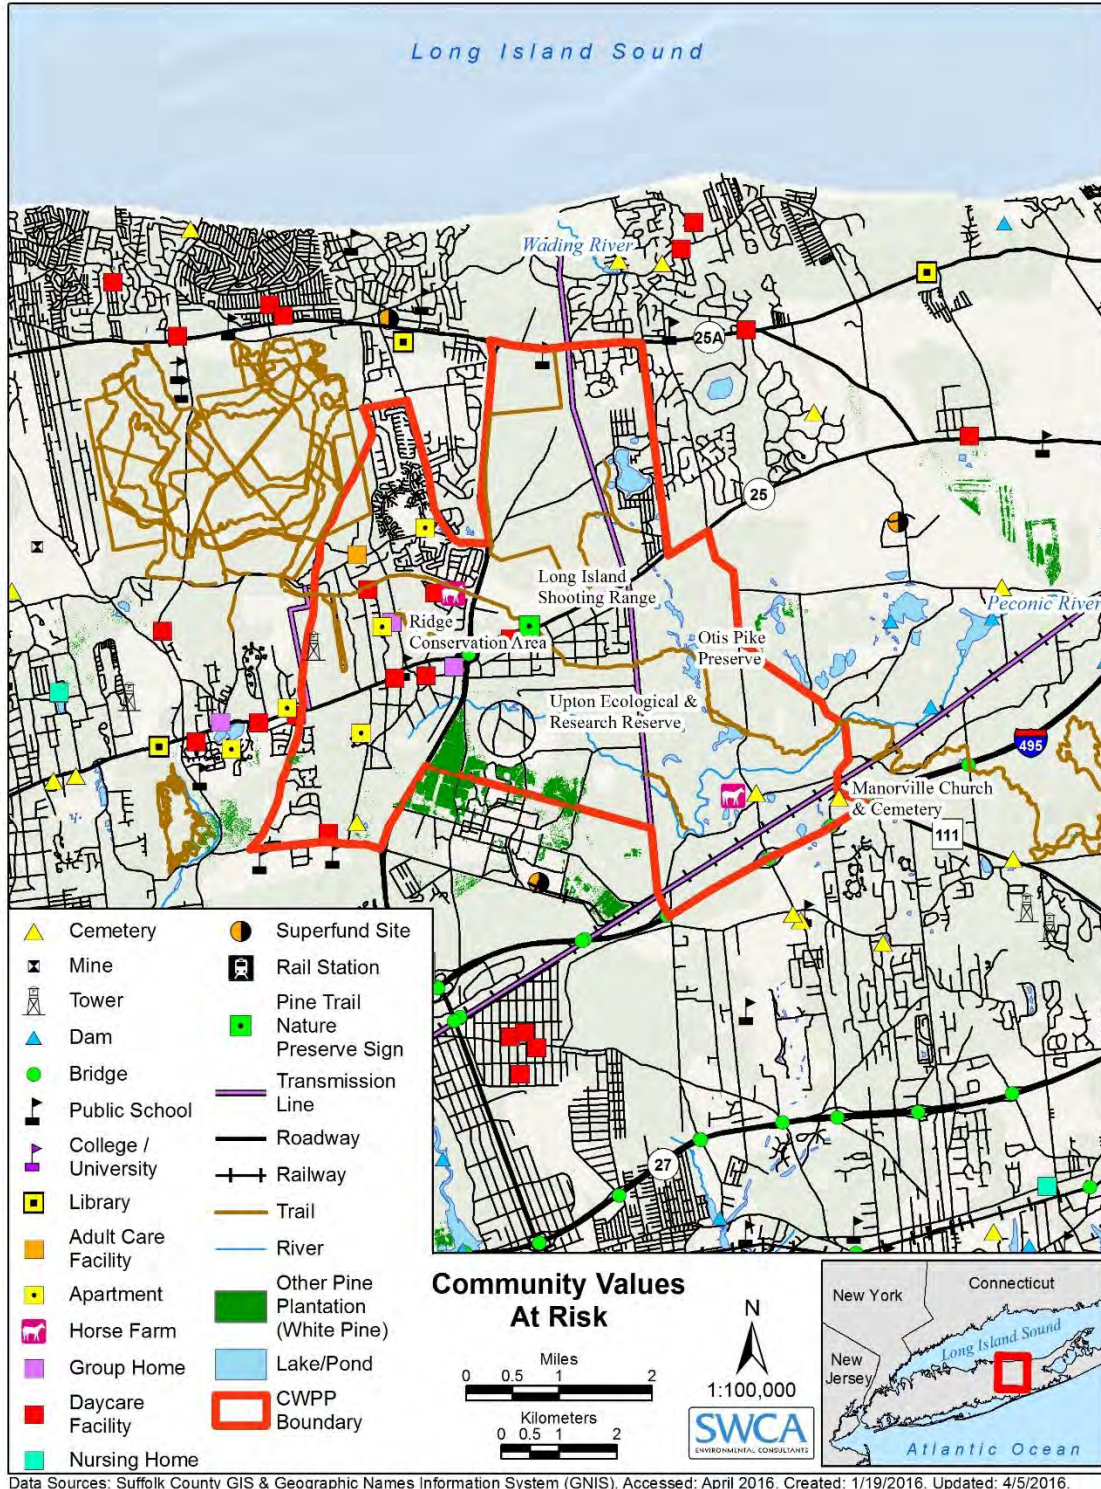 Long Island Sound
Wading River
25A
25
Long Island
Shooting Range
Peconic River
Ridge
Conservation Area
Otis Pike
Preserve
Upton Ecological &
Research Reserve
495
Manorville Church
& Cemetery
111
27
Cemetery
Mine
Tower
Dam
Bridge
Public School
College /
University
Library
Adult Care
Facility
Apartment
Horse Farm
Group Home
Daycare
Facility
Nursing Home
Superfund Site
Rail Station
Pine Trail
Nature
Preserve Sign
Transmission
Line
Roadway
Railway
Trail
River
Other Pine
Plantation
(White Pine)
Lake/Pond
CWPP
Boundary
Community Values
At Risk
Miles
0 0.5 1 2
0 0.5 1 2
Kilometers
N
1:100,000
SWCA
ENVIRONMENTAL CONSULTANTS
New York
Connecticut
New
Jersey
Long Island Sound
Atlantic Ocean
Data Sources: Suffolk County GIS & Geographic Names Information System (GNIS). Accessed: April 2016. Created: 1/19/2016. Updated: 4/5/2016.